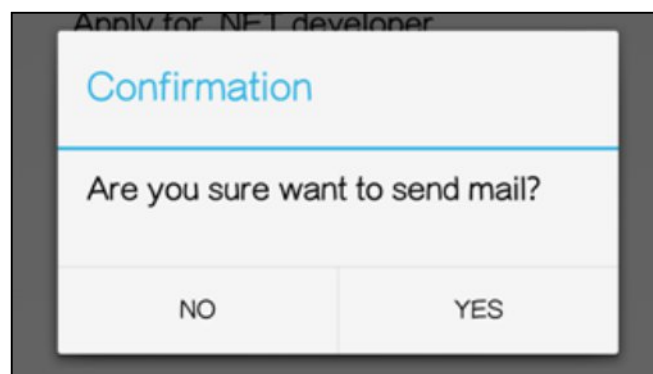 Apply for .NET developer
Confirmation
Are you sure want to send mail?
NO
YES